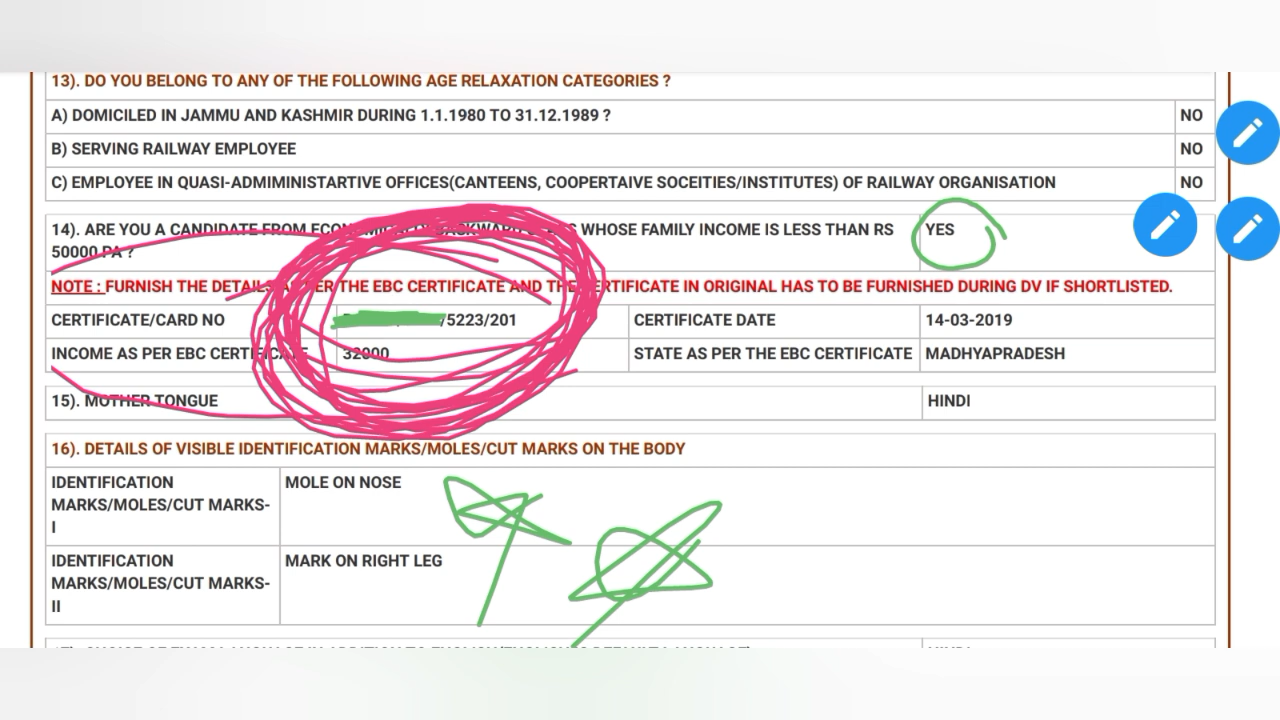 13). DO YOU BELONG TO ANY OF THE FOLLOWING AGE RELAXATION CATEGORIES ?
A) DOMICILED IN JAMMU AND KASHMIR DURING 1.1.1980 TO 31.12.1989 ? NO
B) SERVING RAILWAY EMPLOYEE NO
C) EMPLOYEE IN QUASI-ADMIMINISTARTIVE OFFICES(CANTEENS, COOPERTAIVE SOCEITIES/INSTITUTES) OF RAILWAY ORGANISATION NO
14). ARE YOU A CANDIDATE FROM ECONOMICALLY BACKWARD CLASS WHOSE FAMILY INCOME IS LESS THAN RS YES
50000 PA ?
NOTE : FURNISH THE DETAILS AS PER THE EBC CERTIFICATE AND THE CERTIFICATE IN ORIGINAL HAS TO BE FURNISHED DURING DV IF SHORTLISTED.
CERTIFICATE/CARD NO /5223/201 CERTIFICATE DATE 14-03-2019
INCOME AS PER EBC CERTIFICATE 32000 STATE AS PER THE EBC CERTIFICATE MADHYAPRADESH
15). MOTHER TONGUE HINDI
16). DETAILS OF VISIBLE IDENTIFICATION MARKS/MOLES/CUT MARKS ON THE BODY
IDENTIFICATION MOLE ON NOSE
MARKS/MOLES/CUT MARKS-
I
IDENTIFICATION MARK ON RIGHT LEG
MARKS/MOLES/CUT MARKS-
II